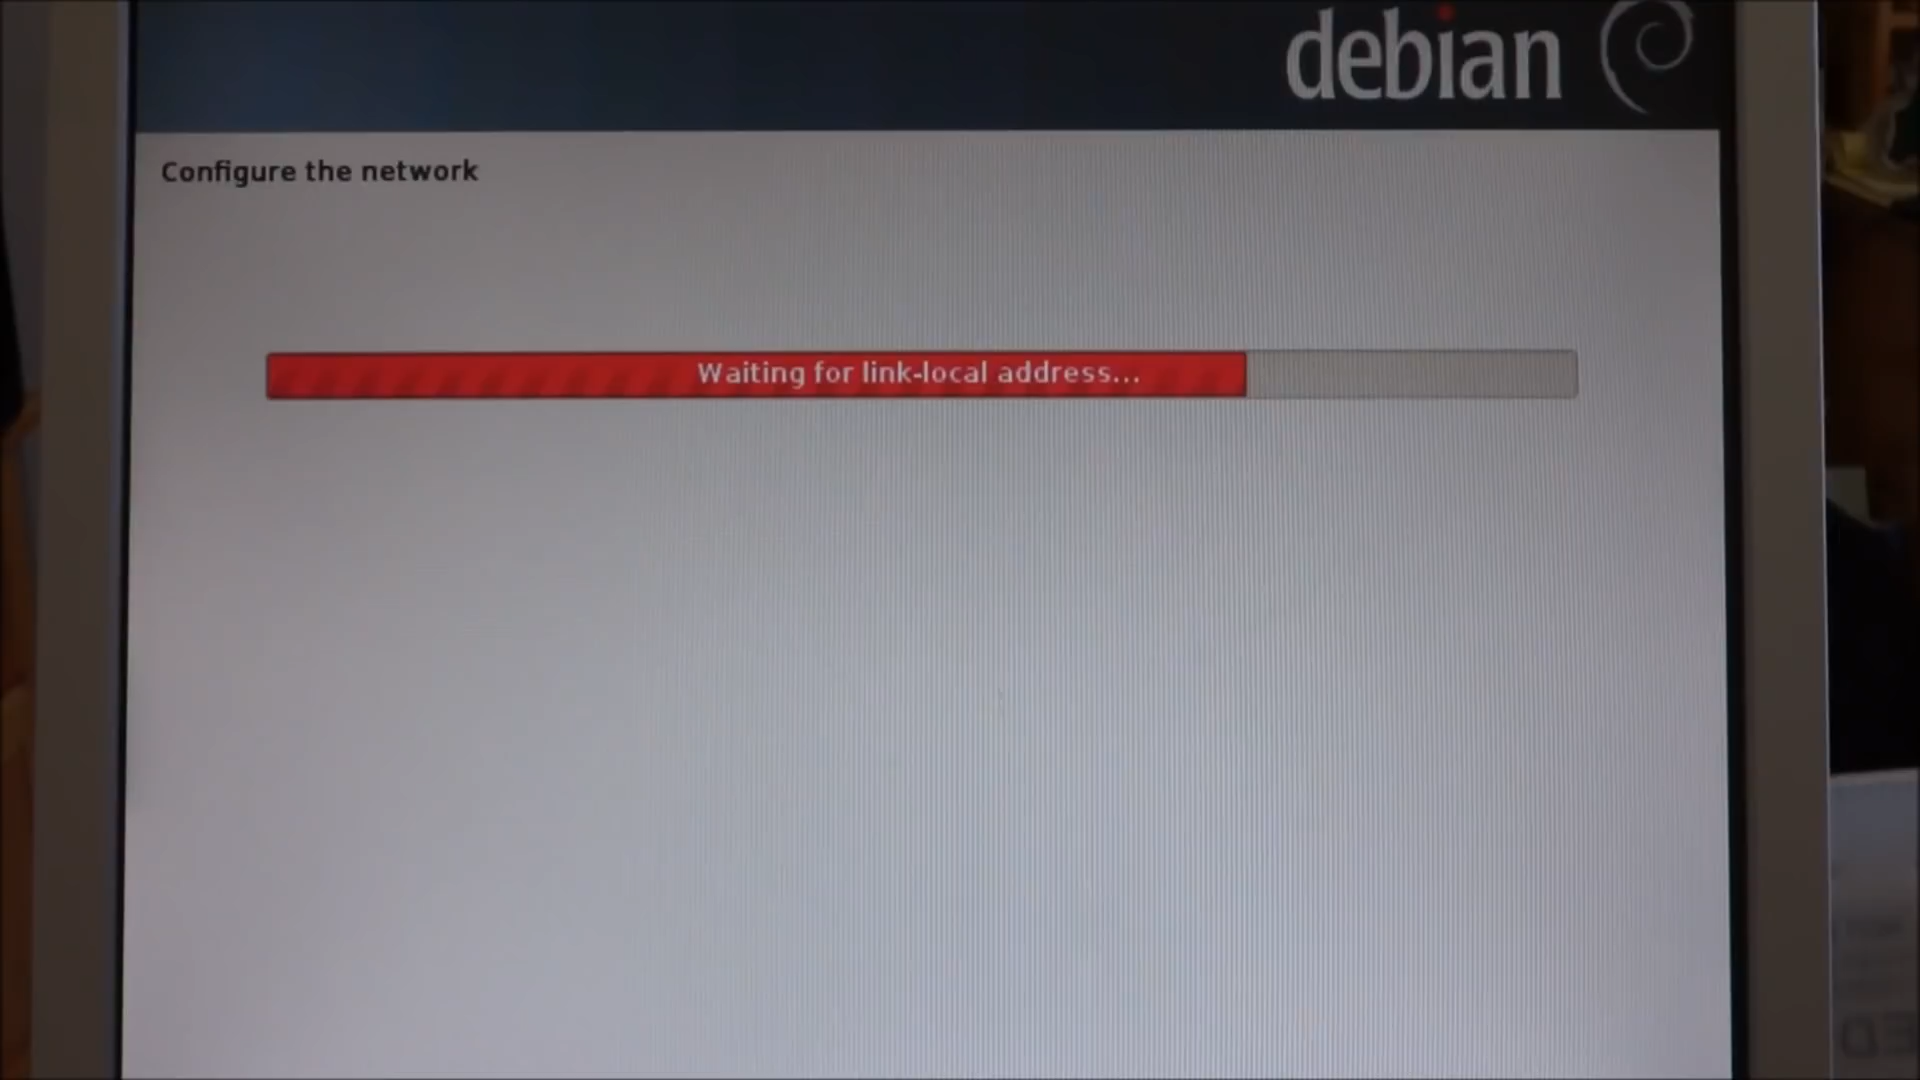 debian
Configure the network
Waiting for link-local address...